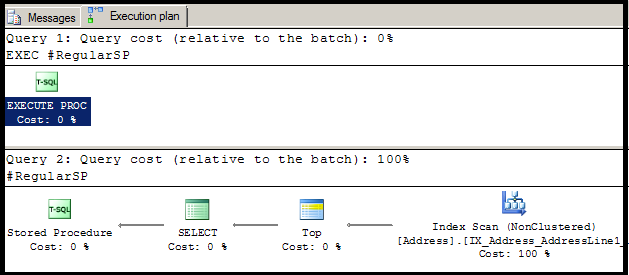 Messages
Execution plan
Query 1: Query cost (relative to the batch): 0%
EXEC #RegularSP
T-SQL
EXECUTE PROC
Cost: 0 %
Query 2: Query cost (relative to the batch): 100%
#RegularSP
T-SQL
Stored Procedure
Cost: 0 %
SELECT
Cost: 0 %
Top
Cost: 0 %
Index Scan (NonClustered)
[Address].[IX_Address_AddressLine1_
Cost: 100 %